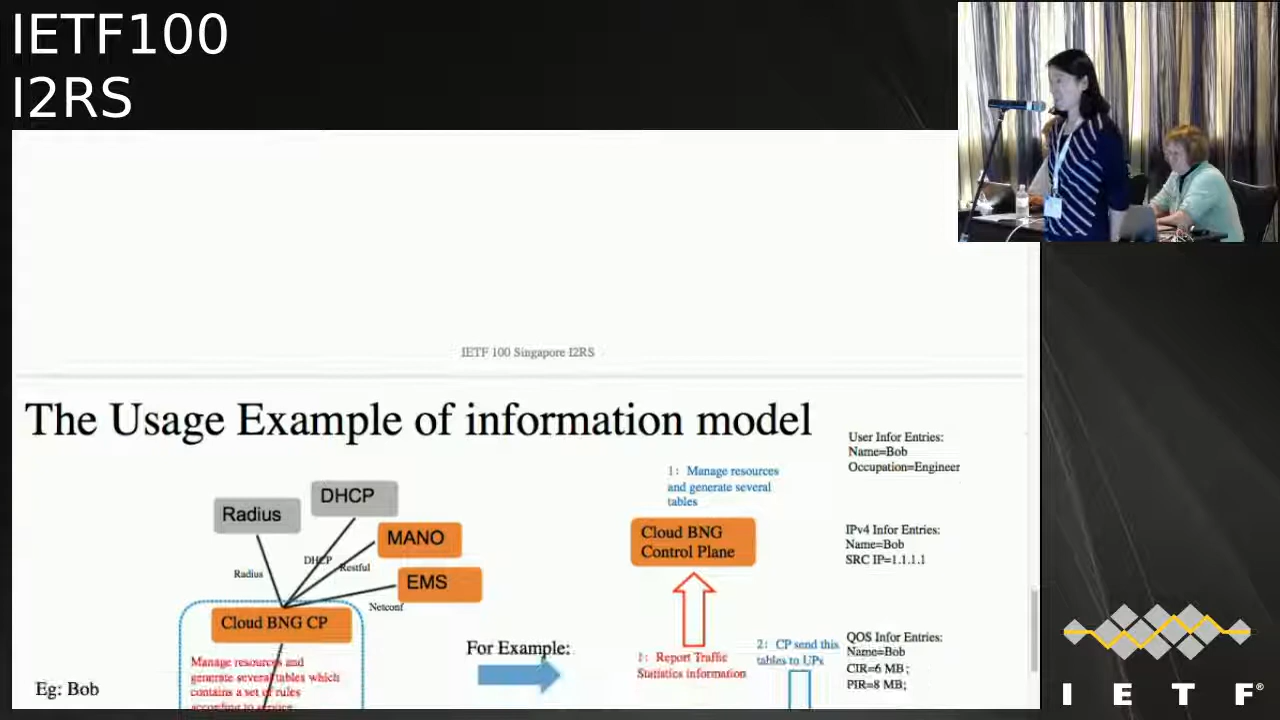 IETF100
I2RS
IETF 100 Singapore I2RS
The Usage Example of information model
User Infor Entries:
Name=Bob
Occupation=Engineer
1: Manage resources
and generate several
tables
DHCP
Radius
MANO
Cloud BNG
Control Plane
IPv4 Infor Entries:
Name=Bob
SRC IP=1.1.1.1
DHCP
Restful
Radius
EMS
Netconf
Cloud BNG CP
For Example:
Manage resources and
generate several tables which
contains a set of rules
according to service
Eg: Bob
1: Report Traffic
Statistics information
2: CP send this
tables to UPs
QOS Infor Entries:
Name=Bob
CIR=6 MB;
PIR=8 MB;
I E T F®